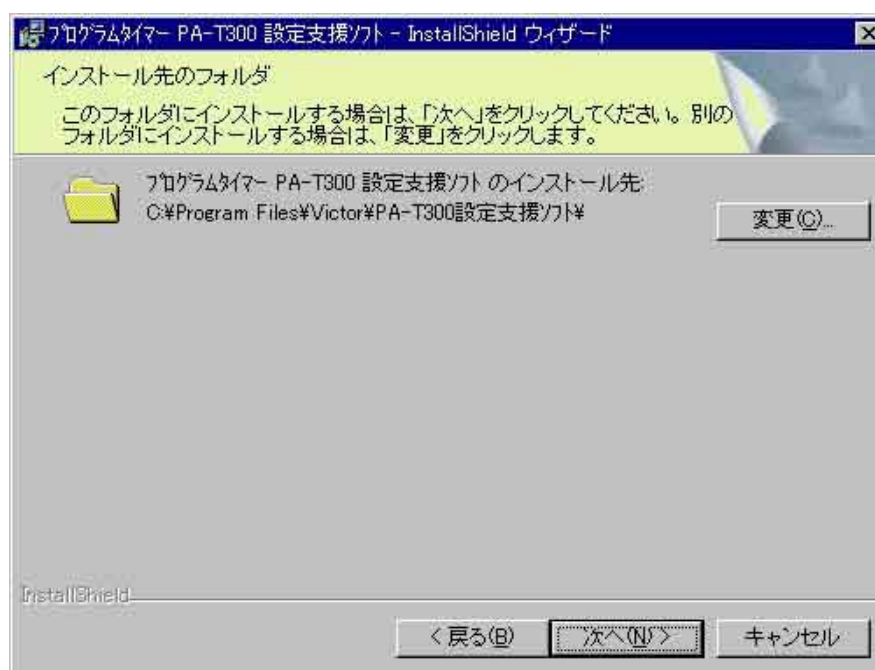 ﾌﾟﾛｸﾞﾗﾑﾀｲﾏｰ PA-T300 設定支援ｿﾌﾄ - InstallShield ウィザード
インストール先のフォルダ
このフォルダにインストールする場合は、「次へ」をクリックしてください。別の
フォルダにインストールする場合は、「変更」をクリックします。
ﾌﾟﾛｸﾞﾗﾑﾀｲﾏｰ PA-T300 設定支援ｿﾌﾄ のインストール先:
C:¥Program Files¥Victor¥PA-T300設定支援ｿﾌﾄ¥
変更(C)...
InstallShield
< 戻る(B)
次へ(N) >
キャンセル